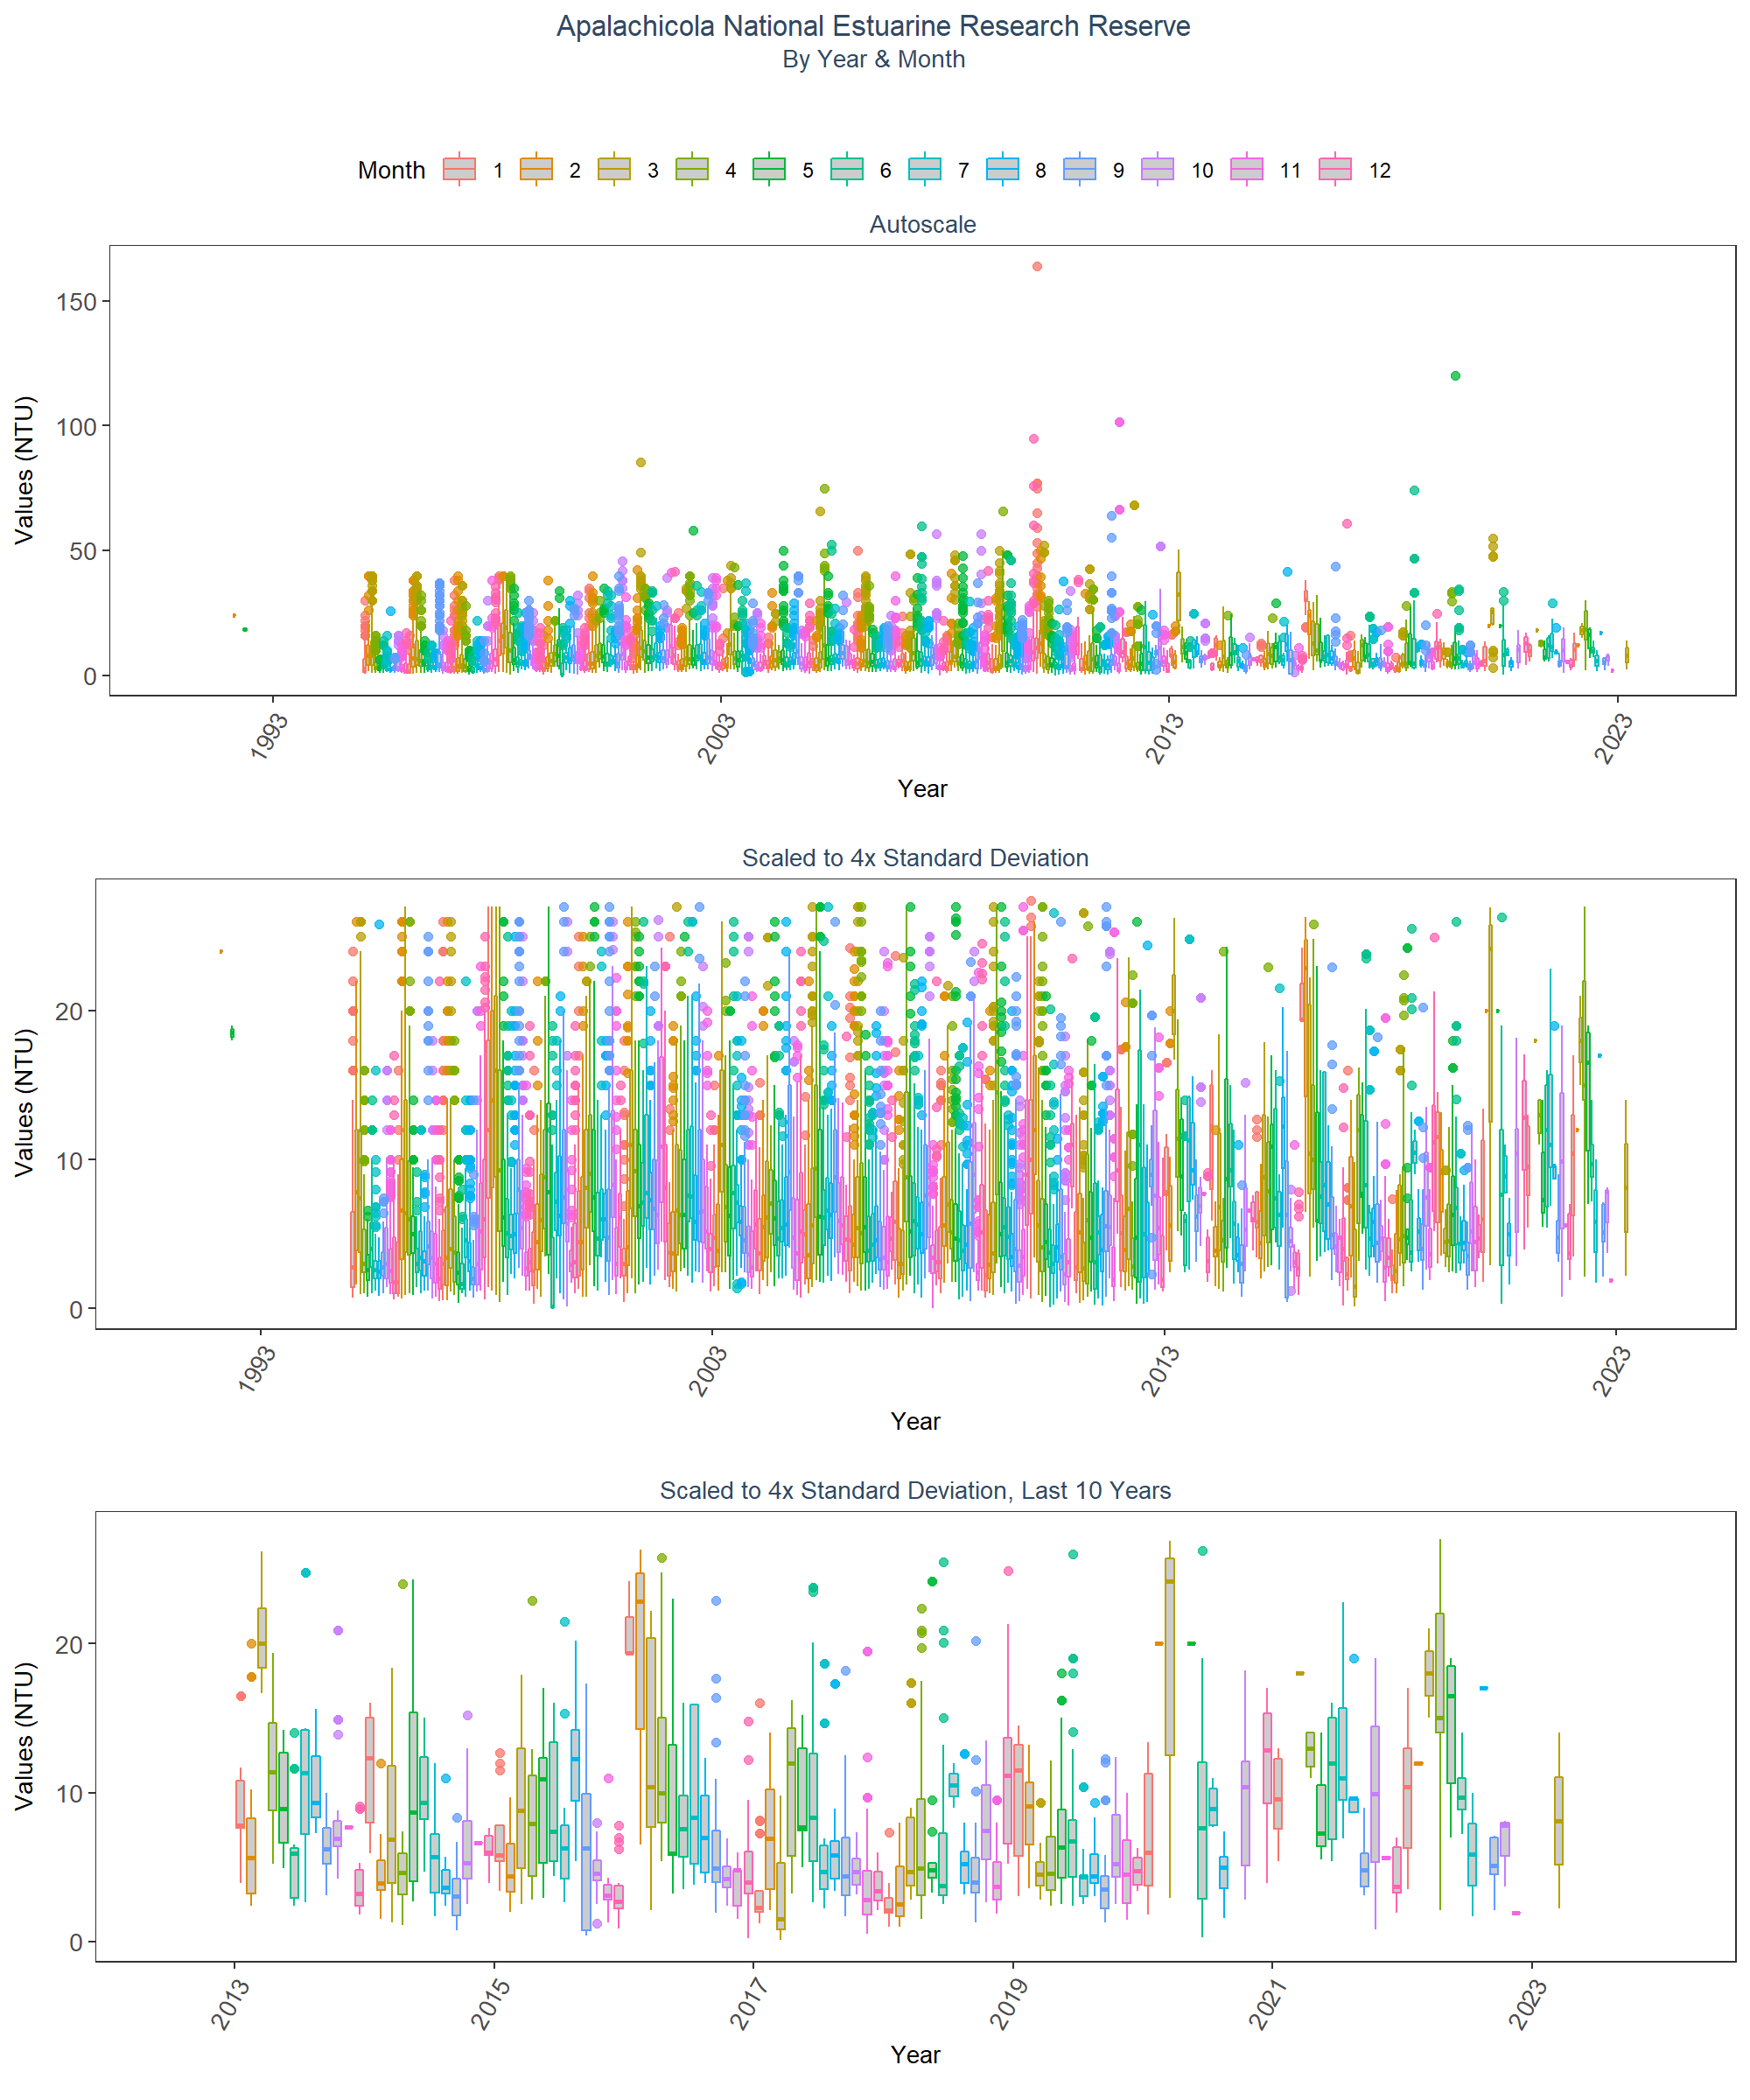 Apalachicola National Estuarine Research Reserve
By Year & Month
Month 1 2 3 4 5 6 7 8 9 10 11 12
Autoscale
Values (NTU)
150
100
50
0
1993 2003 2013 2023
Year
Scaled to 4x Standard Deviation
Values (NTU)
20
10
0
1993 2003 2013 2023
Year
Scaled to 4x Standard Deviation, Last 10 Years
Values (NTU)
20
10
0
2013 2015 2017 2019 2021 2023
Year